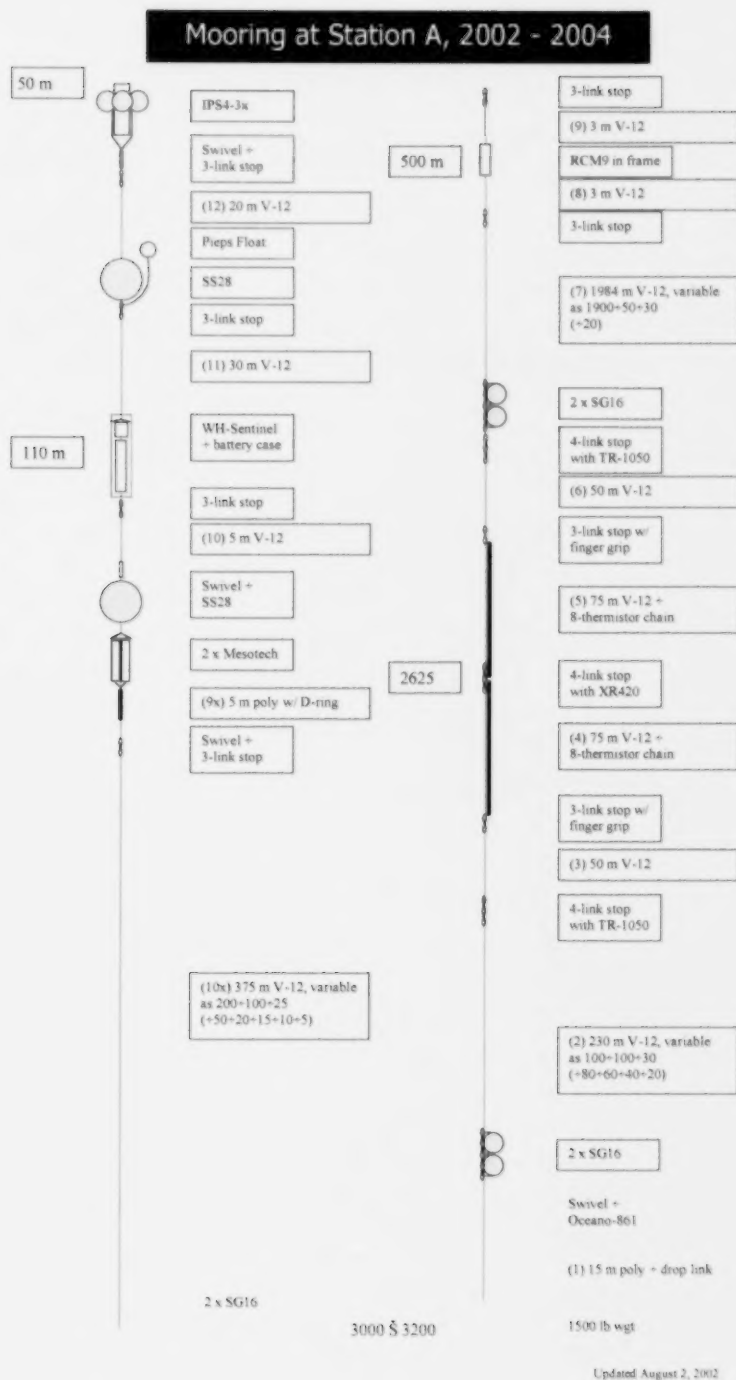 Mooring at Station A, 2002 - 2004
50 m
IPS4-3x
Swivel +
3-link stop
(12) 20 m V-12
Pieps Float
SS28
3-link stop
(11) 30 m V-12
WH-Sentinel
+ battery case
110 m
3-link stop
(10) 5 m V-12
Swivel +
SS28
2 x Mesotech
(9x) 5 m poly w/ D-ring
Swivel +
3-link stop
(10x) 375 m V-12, variable
as 200+100+25
(+50+20+15+10+5)
2 x SG16
3-link stop
(9) 3 m V-12
500 m
RCM9 in frame
(8) 3 m V-12
3-link stop
(7) 1984 m V-12, variable
as 1900+50+30
(+20)
2 x SG16
4-link stop
with TR-1050
(6) 50 m V-12
3-link stop w/
finger grip
(5) 75 m V-12 +
8-thermistor chain
2625
4-link stop
with XR420
(4) 75 m V-12 +
8-thermistor chain
3-link stop w/
finger grip
(3) 50 m V-12
4-link stop
with TR-1050
(2) 230 m V-12, variable
as 100+100+30
(+80+60+40+20)
2 x SG16
Swivel +
Oceano-861
(1) 15 m poly + drop link
3000 Š 3200
1500 lb wgt
Updated August 2, 2002